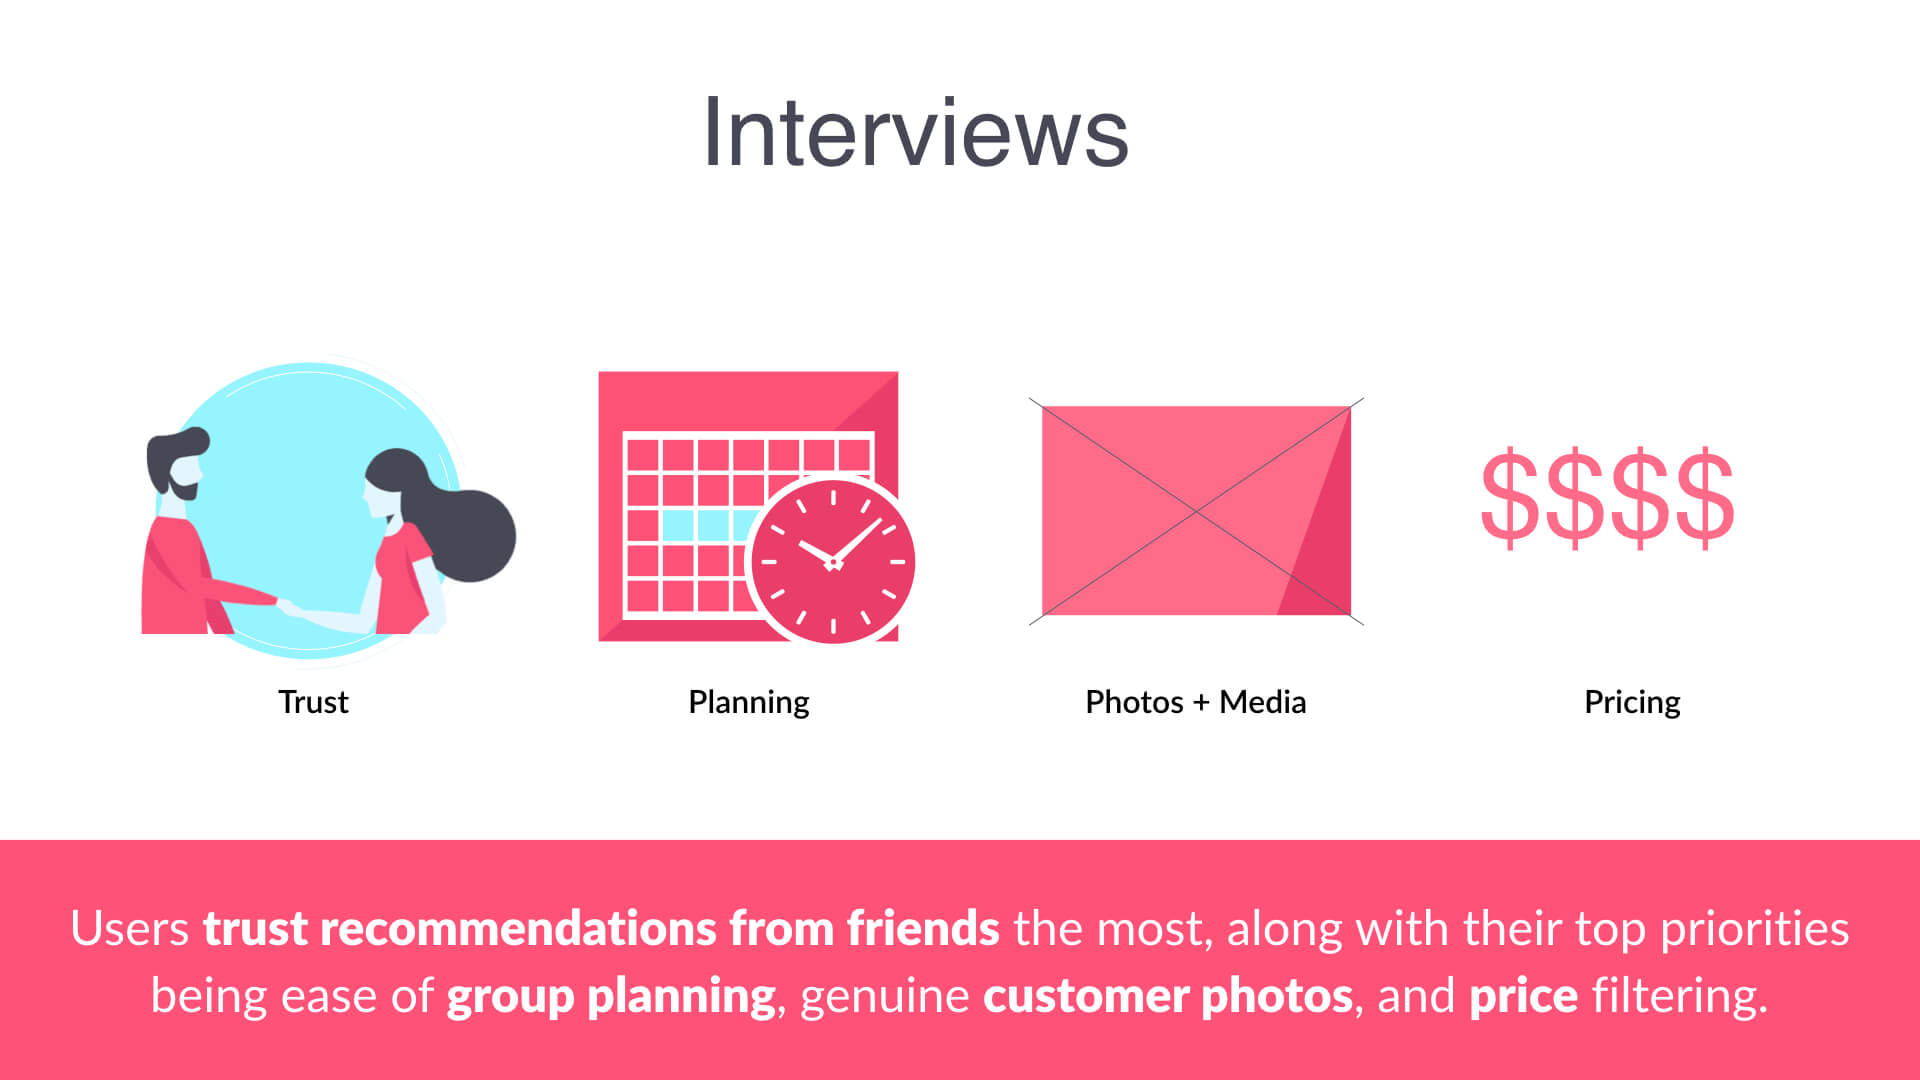 Interviews
$$$$
Trust
Planning
Photos + Media
Pricing
Users trust recommendations from friends the most, along with their top priorities
being ease of group planning, genuine customer photos, and price filtering.